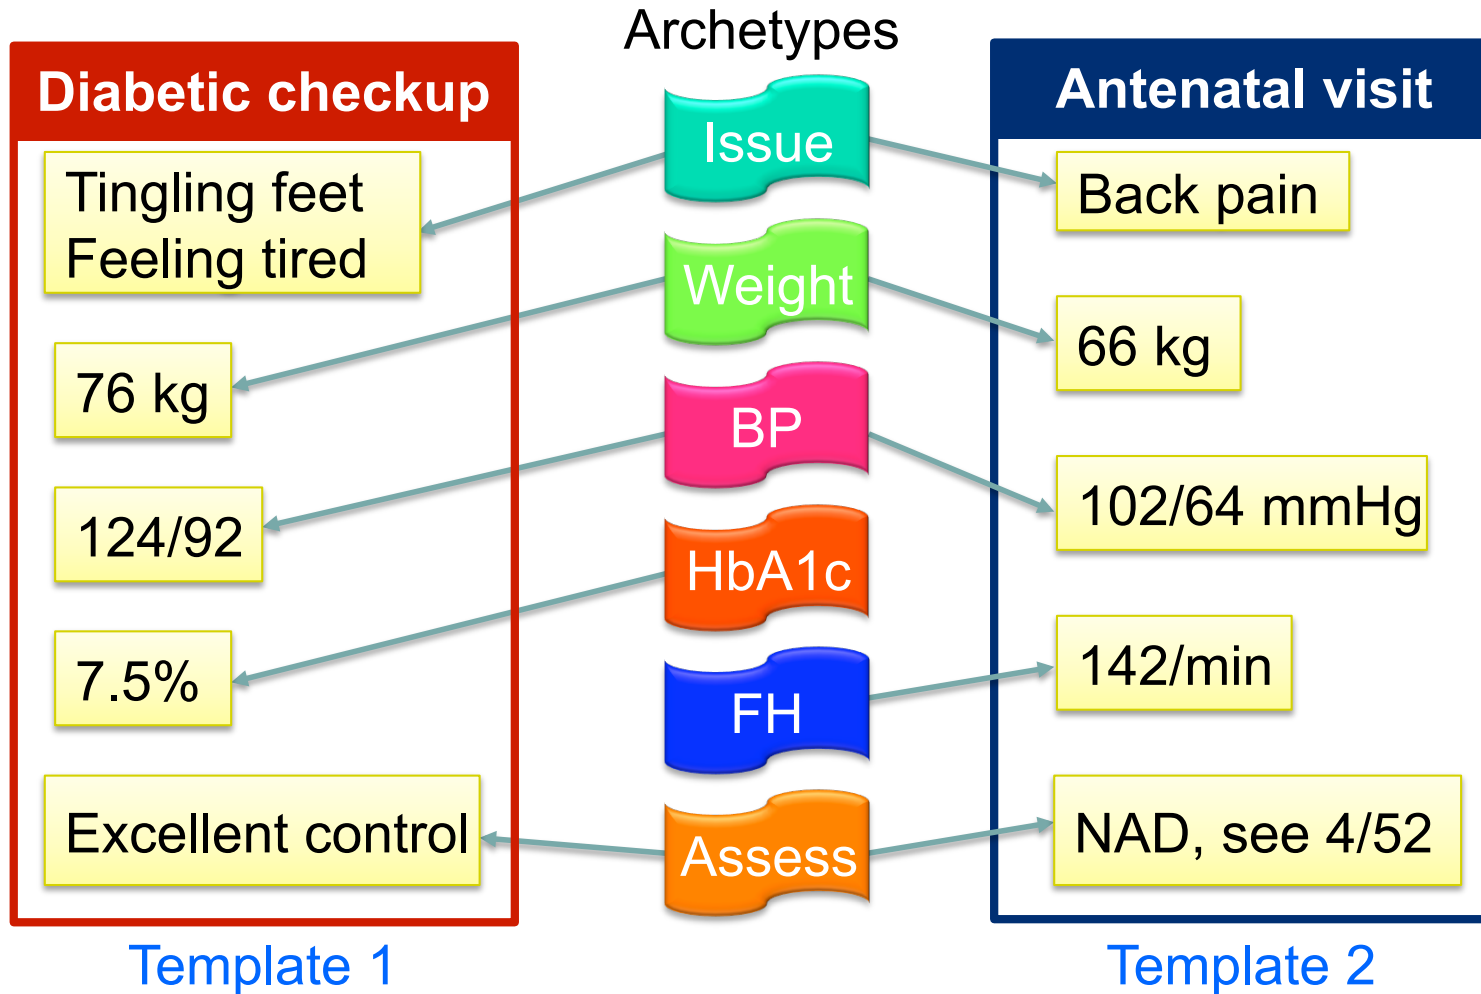 Archetypes
Diabetic checkup
Tingling feet
Feeling tired
76 kg
124/92
7.5%
Excellent control
Template 1
Issue
Weight
BP
HbA1c
FH
Assess
Antenatal visit
Back pain
66 kg
102/64 mmHg
142/min
NAD, see 4/52
Template 2